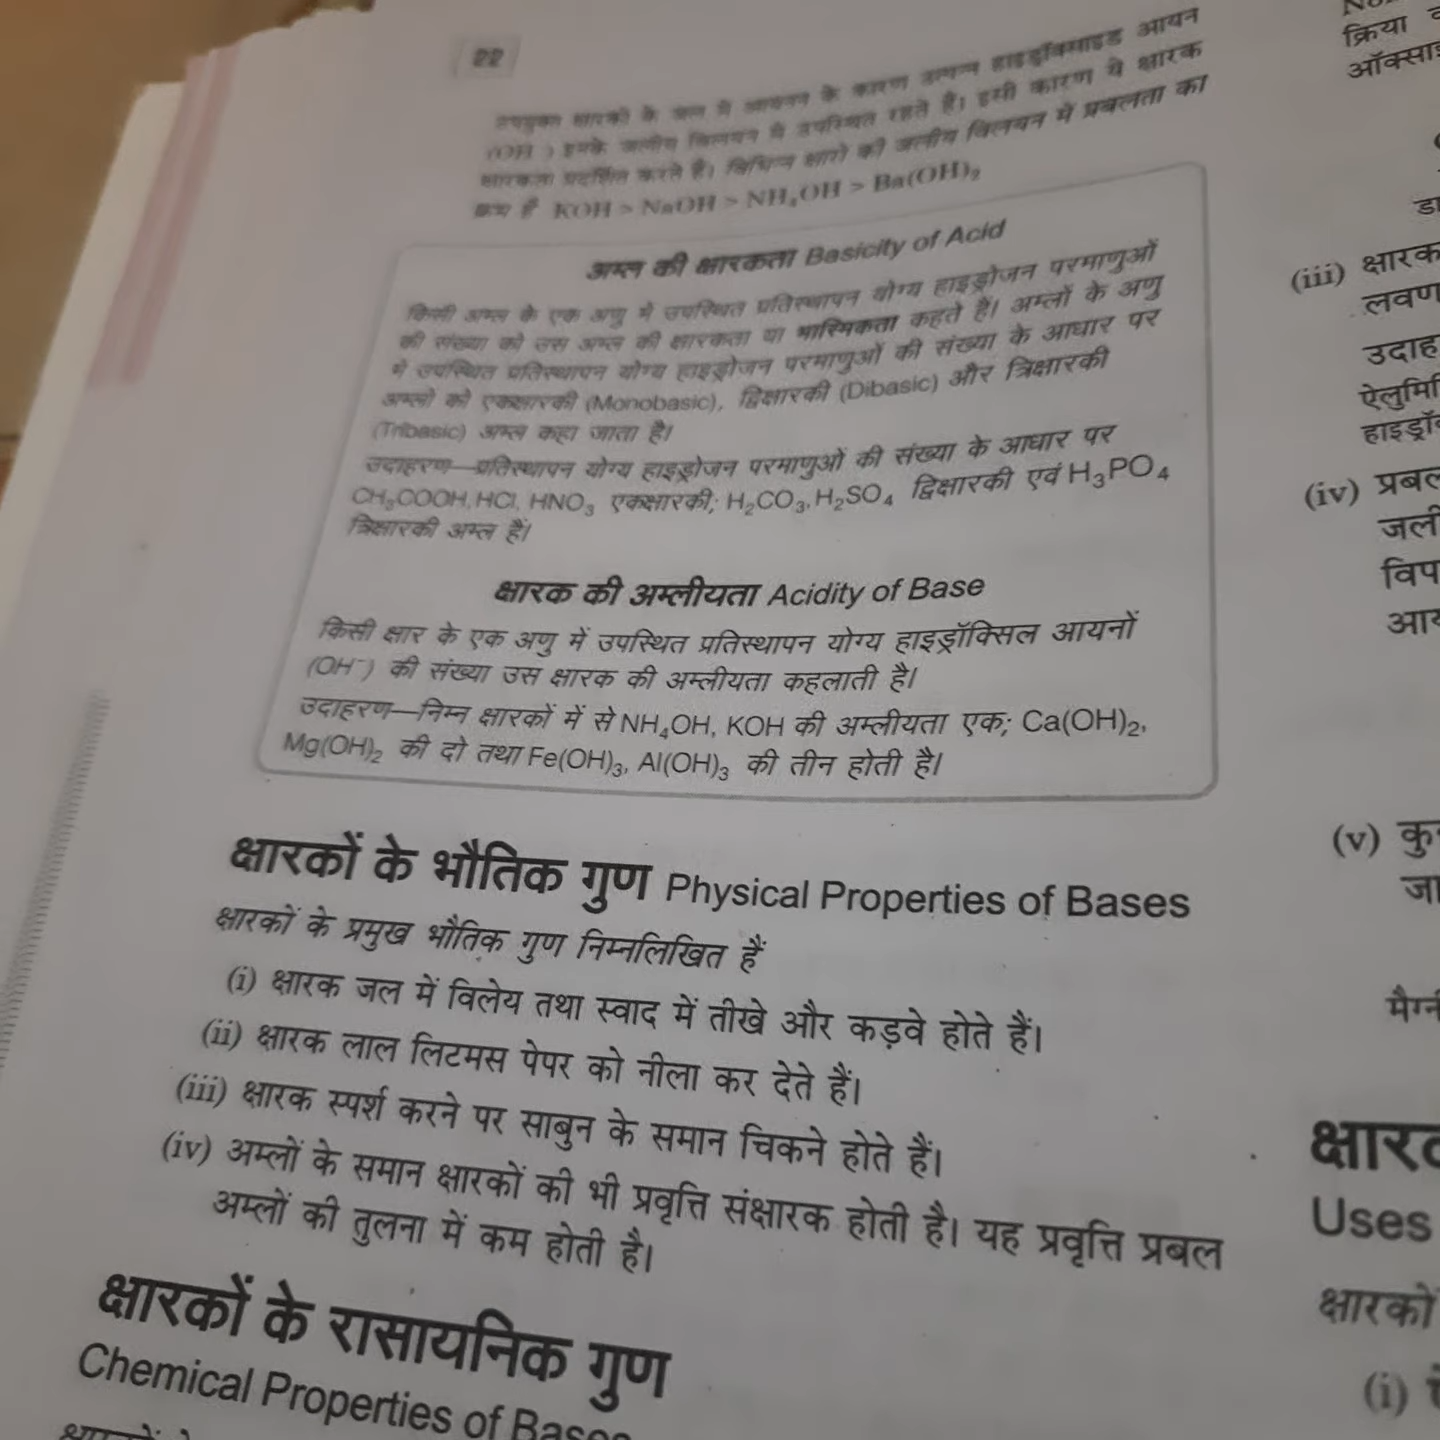 22
उपयुक्त क्षारकों के जल में आयनन के कारण उत्पन्न हाइड्रॉक्साइड आयन
(OH⁻) इनके जलीय विलयन में उपस्थित रहते हैं। इसी कारण ये क्षारक
क्षारकता प्रदर्शित करते हैं। विभिन्न क्षारों की जलीय विलयन में प्रबलता का
क्रम है KOH > NaOH > NH₄OH > Ba(OH)₂
अम्ल की क्षारकता Basicity of Acid
किसी अम्ल के एक अणु में उपस्थित प्रतिस्थापन योग्य हाइड्रोजन परमाणुओं
की संख्या को उस अम्ल की क्षारकता या भास्मिकता कहते हैं। अम्लों के अणु
में उपस्थित प्रतिस्थापन योग्य हाइड्रोजन परमाणुओं की संख्या के आधार पर
अम्लों को एकक्षारकी (Monobasic), द्विक्षारकी (Dibasic) और त्रिक्षारकी
(Tribasic) अम्ल कहा जाता है।
उदाहरण—प्रतिस्थापन योग्य हाइड्रोजन परमाणुओं की संख्या के आधार पर
CH₃COOH, HCl, HNO₃ एकक्षारकी; H₂CO₃, H₂SO₄ द्विक्षारकी एवं H₃PO₄
त्रिक्षारकी अम्ल हैं।
क्षारक की अम्लीयता Acidity of Base
किसी क्षार के एक अणु में उपस्थित प्रतिस्थापन योग्य हाइड्रॉक्सिल आयनों
(OH⁻) की संख्या उस क्षारक की अम्लीयता कहलाती है।
उदाहरण—निम्न क्षारकों में से NH₄OH, KOH की अम्लीयता एक; Ca(OH)₂,
Mg(OH)₂ की दो तथा Fe(OH)₃, Al(OH)₃ की तीन होती है।
क्षारकों के भौतिक गुण Physical Properties of Bases
क्षारकों के प्रमुख भौतिक गुण निम्नलिखित हैं
(i) क्षारक जल में विलेय तथा स्वाद में तीखे और कड़वे होते हैं।
(ii) क्षारक लाल लिटमस पेपर को नीला कर देते हैं।
(iii) क्षारक स्पर्श करने पर साबुन के समान चिकने होते हैं।
(iv) अम्लों के समान क्षारकों की भी प्रवृत्ति संक्षारक होती है। यह प्रवृत्ति प्रबल
अम्लों की तुलना में कम होती है।
क्षारकों के रासायनिक गुण
Chemical Properties of Bases
क्रिया
(iii) क्षारक
लवण
(iv) प्रबल
(v)
Uses
क्षारकों
(i)